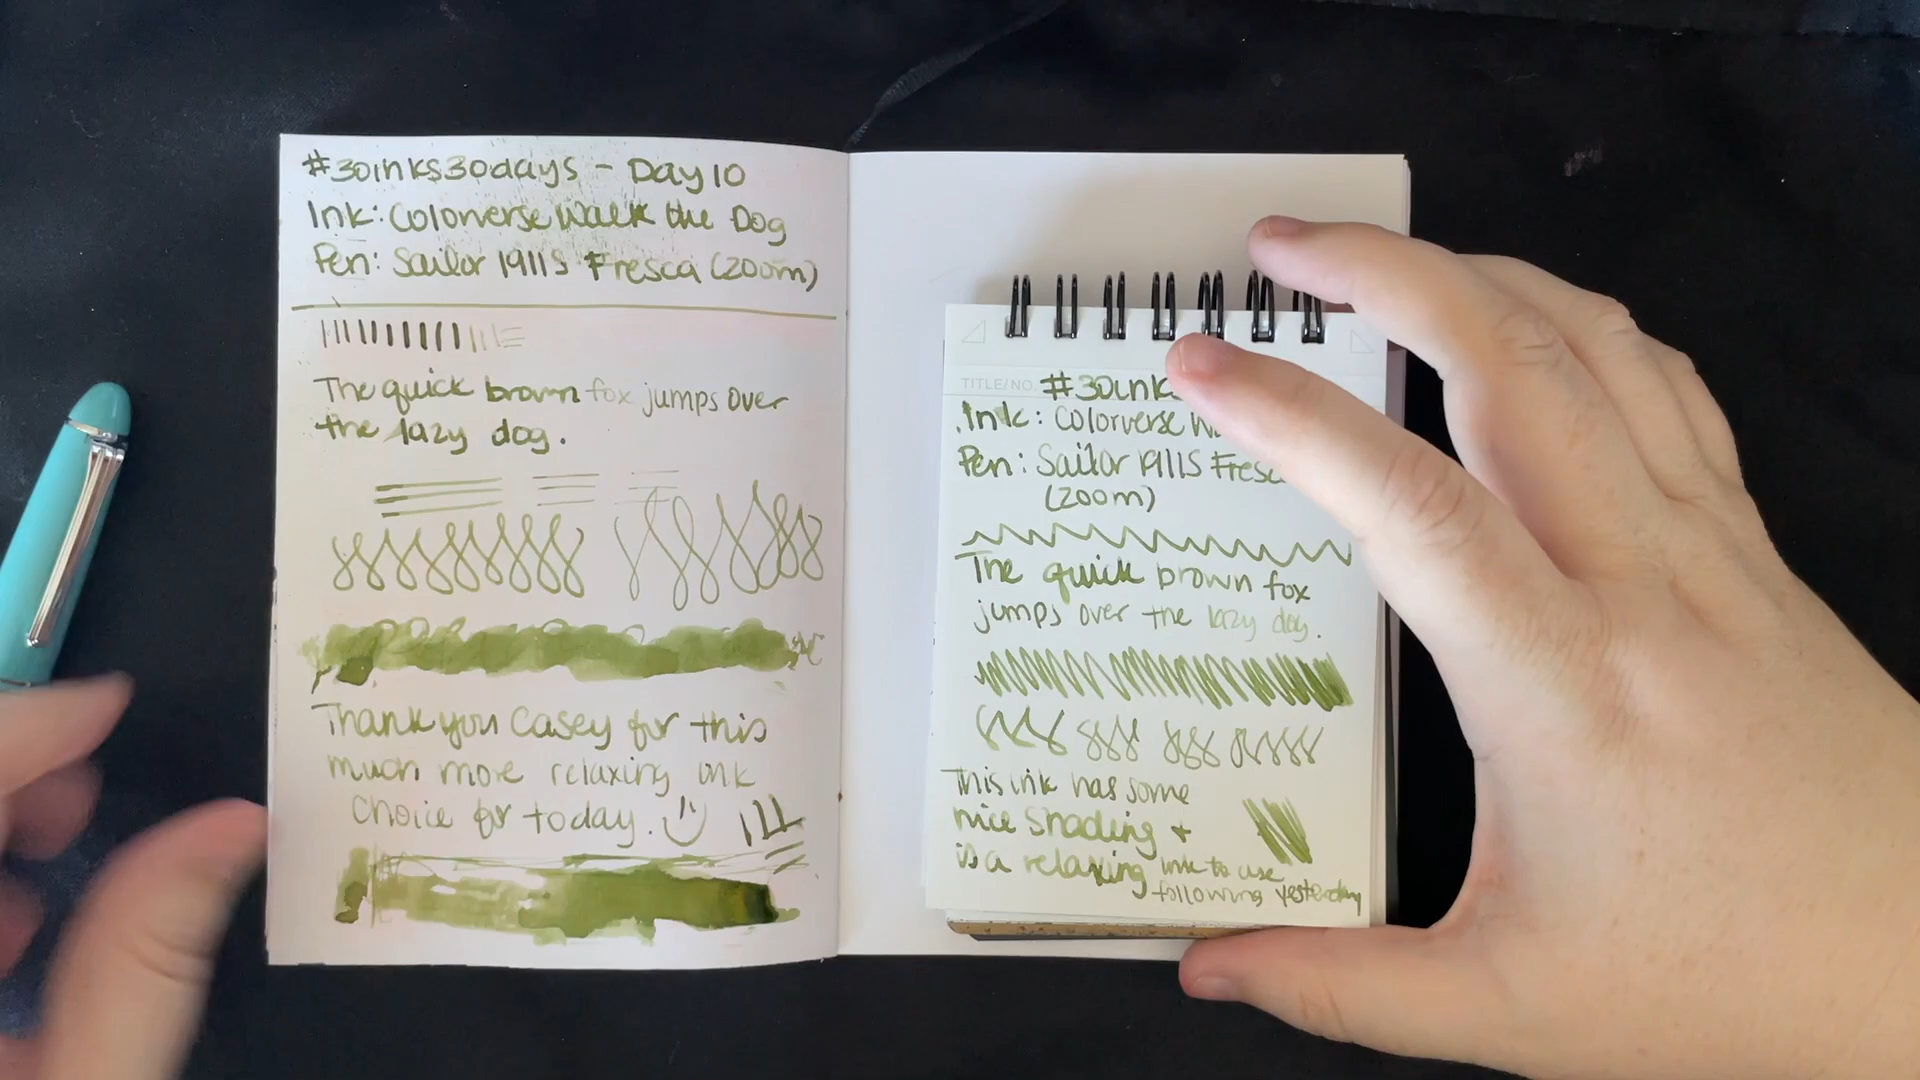 #30inks30days - Day 10
Ink: Colorverse Walk the Dog
Pen: Sailor 1911S Fresca (zoom)
The quick brown fox jumps over
the lazy dog.
Thank you Casey for this
much more relaxing ink
choice for today.
TITLE/NO.
#30ink
Ink: Colorverse W
Pen: Sailor 1911S Fresc
(zoom)
The quick brown fox
jumps over the lazy dog.
This ink has some
nice shading +
is a relaxing ink to use
following yesterday